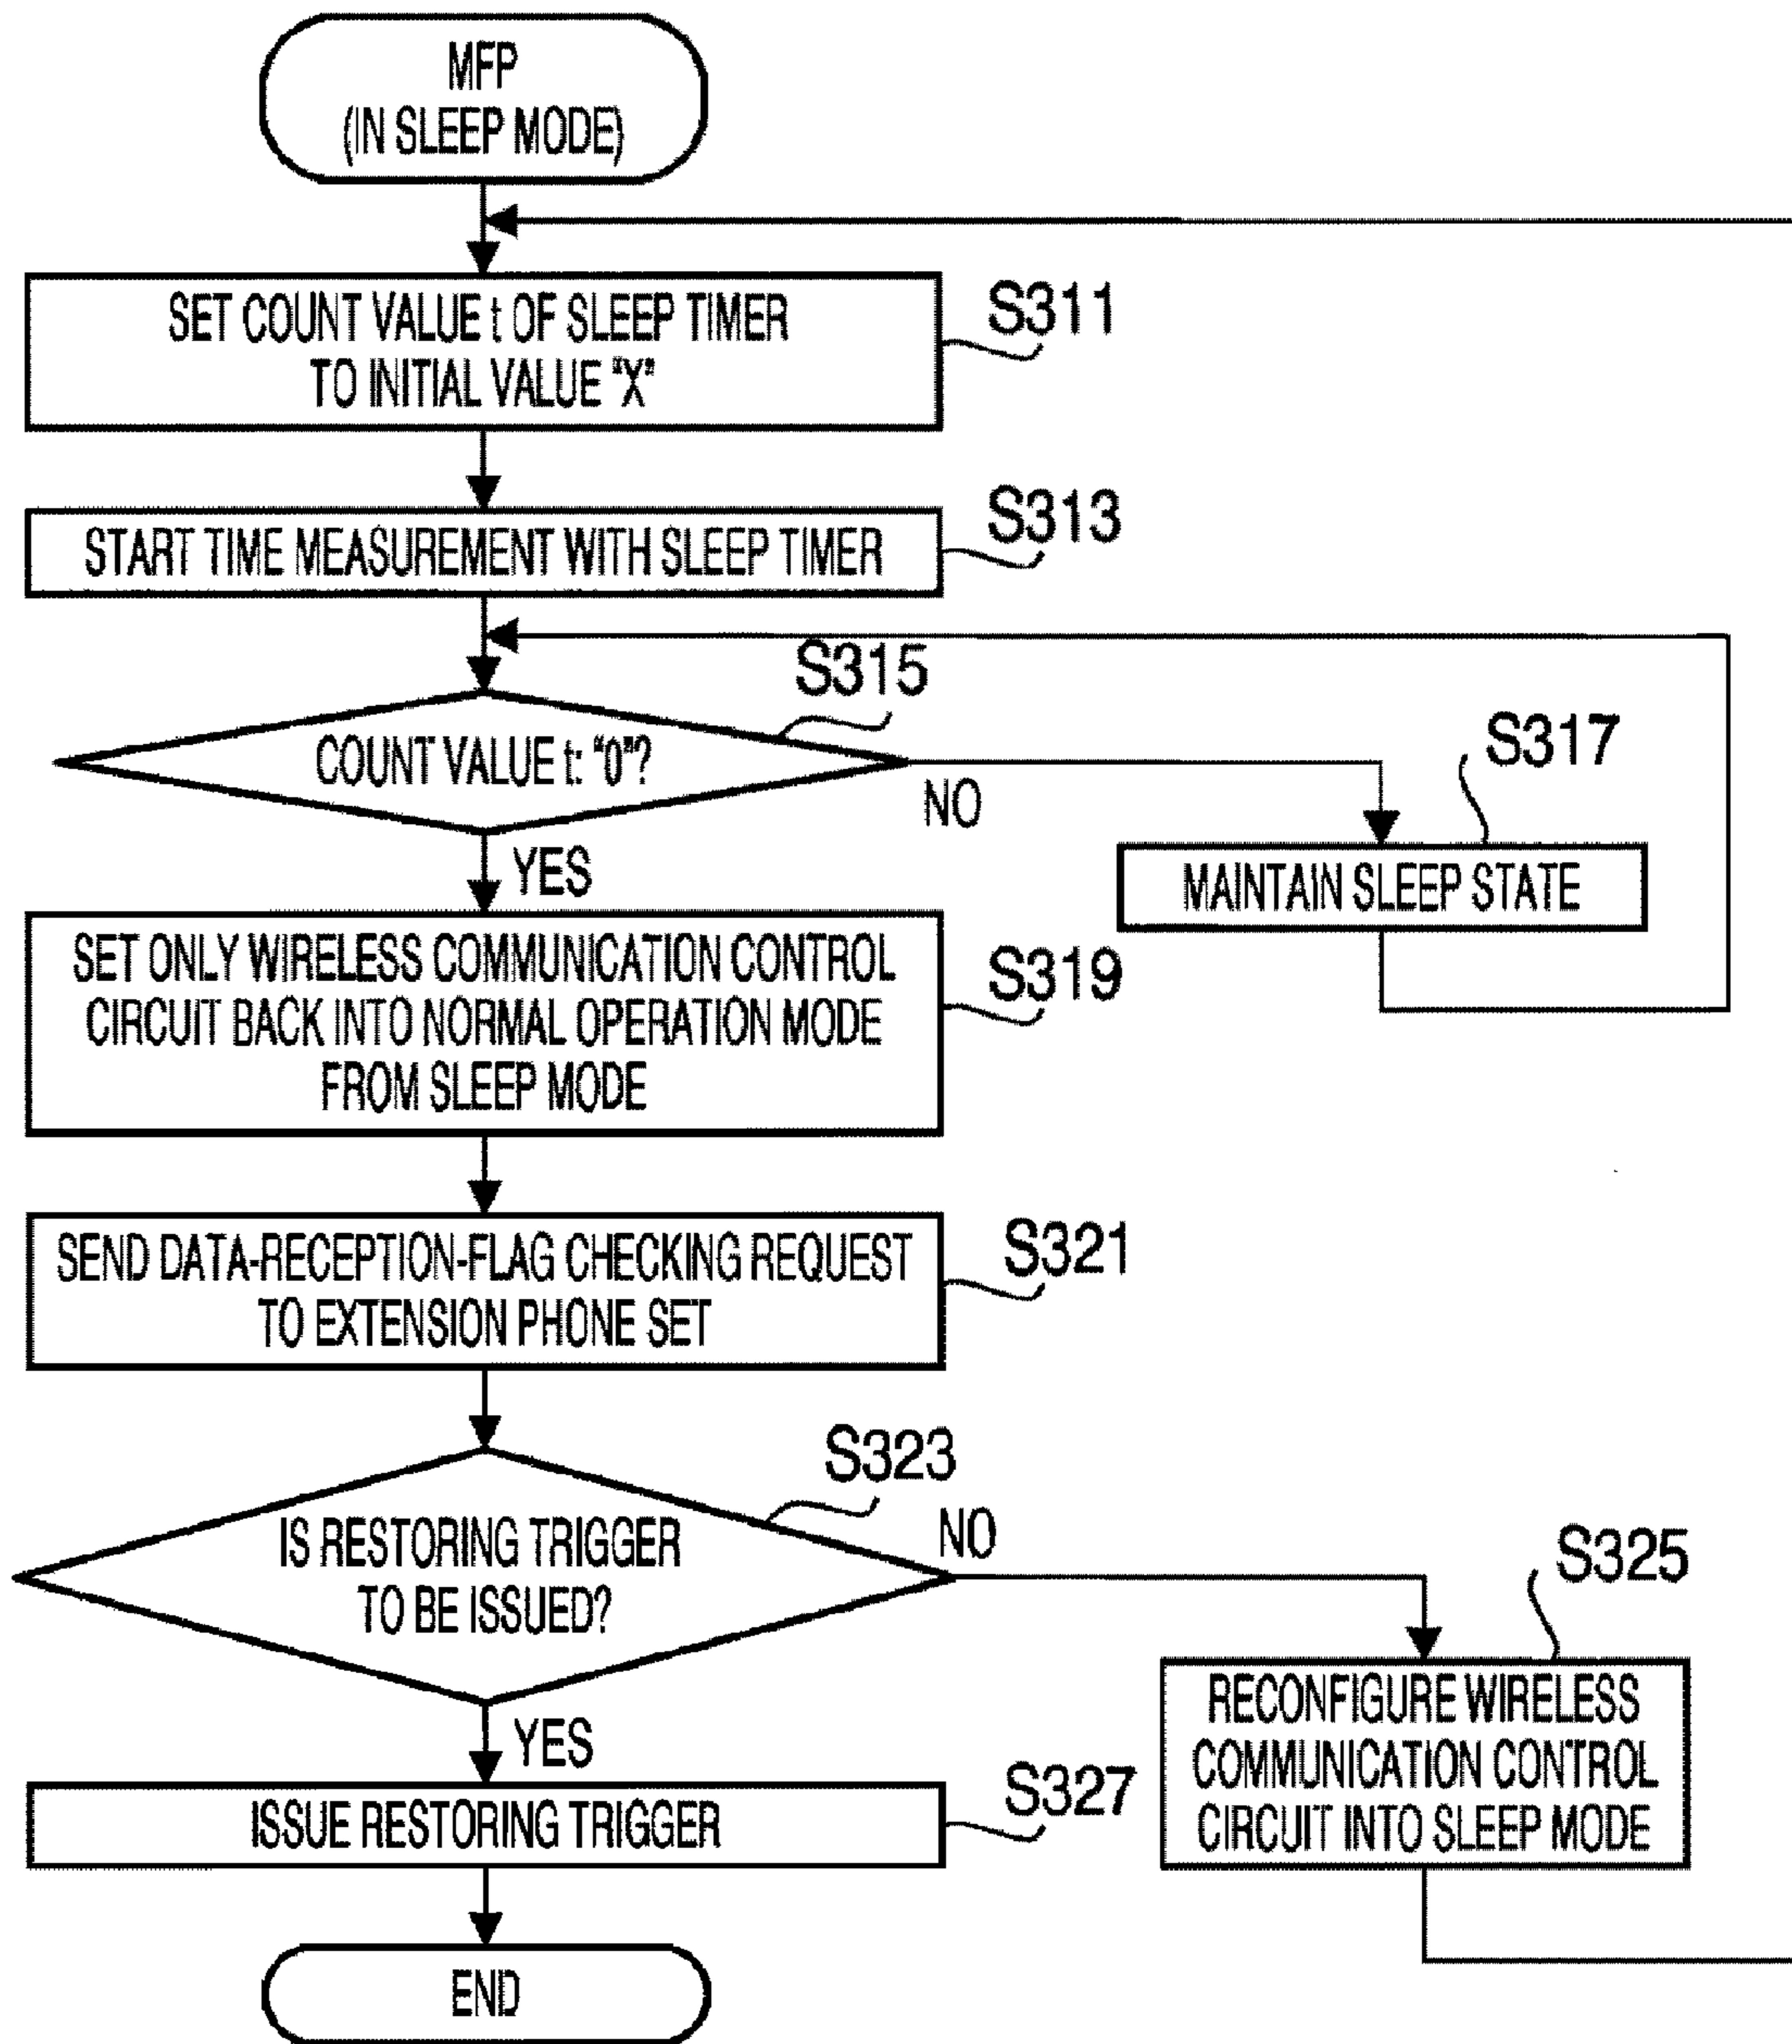 MFP
(IN SLEEP MODE)
SET COUNT VALUE t OF SLEEP TIMER
TO INITIAL VALUE "X"
S311
START TIME MEASUREMENT WITH SLEEP TIMER
S313
COUNT VALUE t: "0"?
S315
NO
S317
MAINTAIN SLEEP STATE
YES
SET ONLY WIRELESS COMMUNICATION CONTROL
CIRCUIT BACK INTO NORMAL OPERATION MODE
FROM SLEEP MODE
S319
SEND DATA-RECEPTION-FLAG CHECKING REQUEST
TO EXTENSION PHONE SET
S321
IS RESTORING TRIGGER
TO BE ISSUED?
S323
NO
S325
RECONFIGURE WIRELESS
COMMUNICATION CONTROL
CIRCUIT INTO SLEEP MODE
YES
ISSUE RESTORING TRIGGER
S327
END